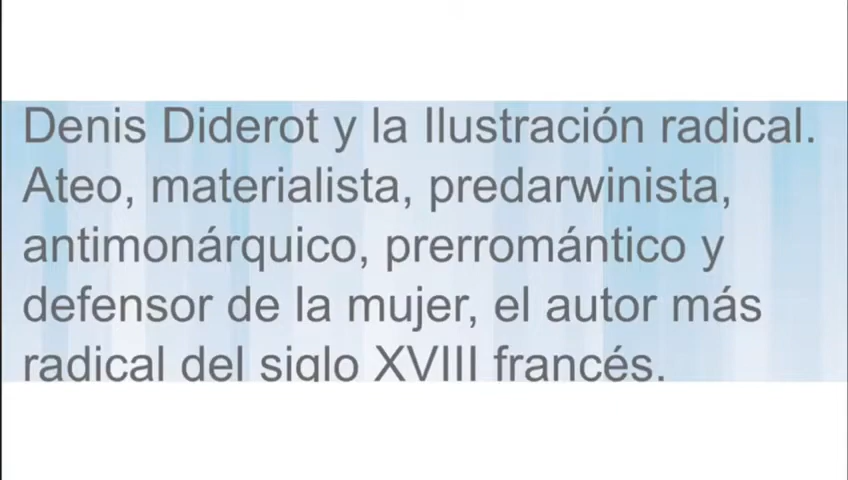 Denis Diderot y la Ilustración radical.
Ateo, materialista, predarwinista,
antimonárquico, prerromántico y
defensor de la mujer, el autor más
radical del siglo XVIII francés.